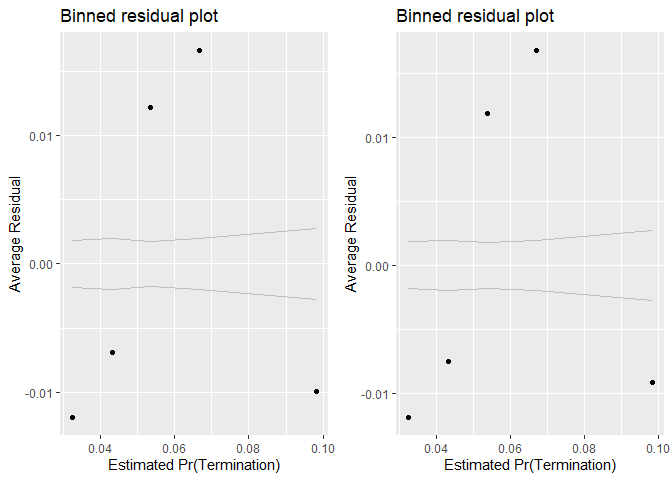 Binned residual plot
Average Residual
0.01
0.00
-0.01
0.04
0.06
0.08
0.10
Estimated Pr(Termination)
Binned residual plot
Average Residual
0.01
0.00
-0.01
0.04
0.06
0.08
0.10
Estimated Pr(Termination)